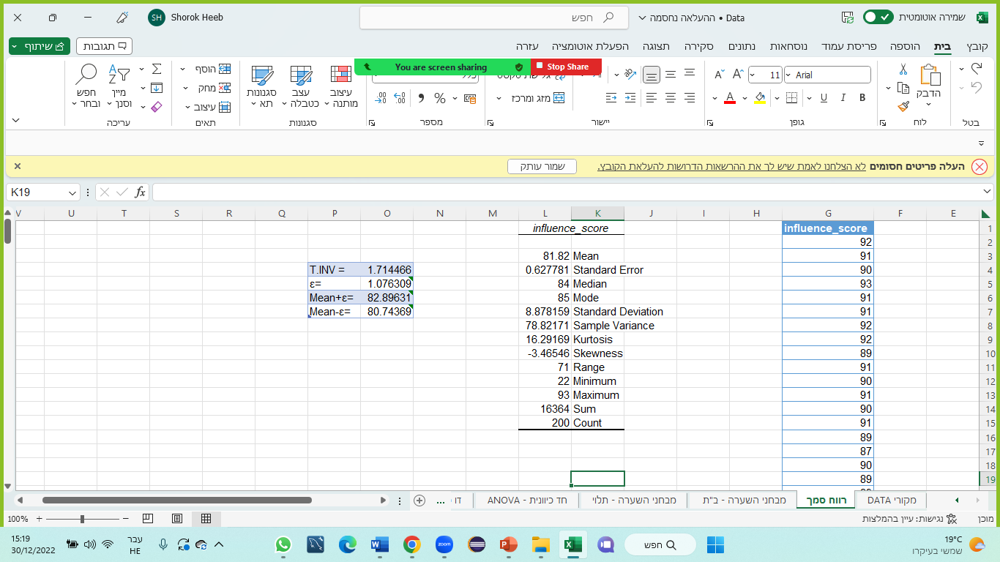 שמירה אוטומטית
Data • ההעלאה נחסמה
חפש
Shorok Heeb
SH
קובץ בית הוספה פריסת עמוד נוסחאות נתונים סקירה תצוגה הפעלת אוטומציה עזרה
תגובות
שיתוף
You are screen sharing
Stop Share
הדבק
Arial
11
B I U
מזג ומרכז
עיצוב מותנה
עצב כטבלה
סגנונות תא
הוסף
מחק
עיצוב
מיין וסנן
חפש ובחר
בטל
לוח
גופן
יישור
מספר
סגנונות
תאים
עריכה
העלה פריטים חסומים לא הצלחנו לאמת שיש לך את ההרשאות הדרושות להעלאת הקובץ.
שמור עותק
K19
fx
V U T S R Q P O N M L K J I H G F E
1 influence_score influence_score
2 92
3 91 Mean 81.82
4 90 Standard Error 0.627781 T.INV = 1.714466
5 93 Median 84 ε= 1.076309
6 91 Mode 85 Mean+ε= 82.89631
7 91 Standard Deviation 8.878159 Mean-ε= 80.74369
8 92 Sample Variance 78.82171
9 92 Kurtosis 16.29169
10 89 Skewness -3.46546
11 91 Range 71
12 90 Minimum 22
13 91 Maximum 93
14 90 Sum 16364
15 91 Count 200
16 89
17 87
18 90
19 89
מקורי DATA
רווח סמך
מבחני השערה - ב"ת
מבחני השערה - תלוי
חד כיוונית - ANOVA
דו
...
מוכן
נגישות: עיין בהמלצות
100%
19°C
שמשי בעיקרו
חפש
zoom
עבר
HE
15:19
30/12/2022